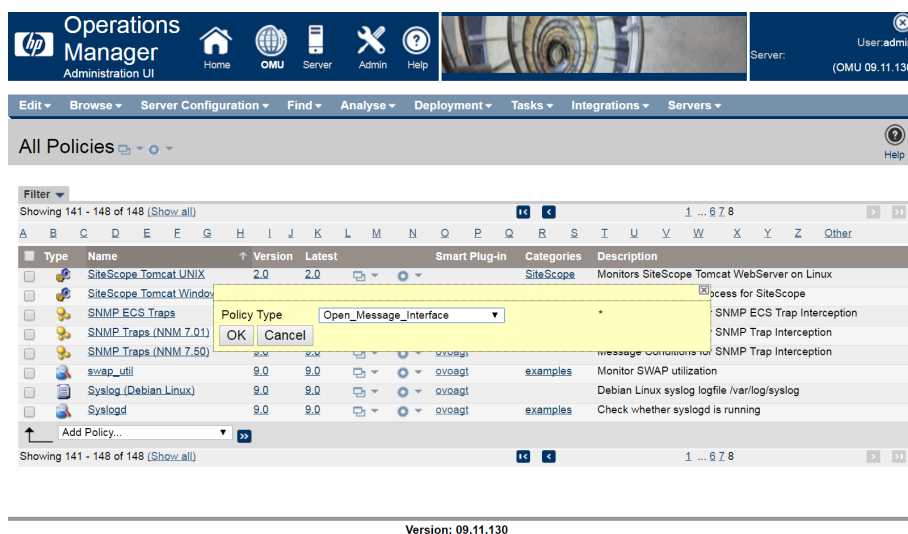 hp Operations Manager
Administration UI
Home OMU Server Admin Help
Server:
User:admi
(OMU 09.11.130
Edit Browse Server Configuration Find Analyse Deployment Tasks Integrations Servers
All Policies
Help
Filter
Showing 141 - 148 of 148 (Show all) 1 ... 6 7 8
A B C D E F G H I J K L M N O P Q R S T U V W X Y Z Other
Type Name Version Latest Smart Plug-in Categories Description
SiteScope Tomcat UNIX 2.0 2.0 SiteScope Monitors SiteScope Tomcat WebServer on Linux
SiteScope Tomcat Window ocess for SiteScope
SNMP ECS Traps SNMP ECS Trap Interception
SNMP Traps (NNM 7.01) SNMP Trap Interception
SNMP Traps (NNM 7.50) 9.0 9.0 ovoagt Message Conditions for SNMP Trap Interception
Policy Type Open_Message_Interface *
OK Cancel
swap_util 9.0 9.0 ovoagt examples Monitor SWAP utilization
Syslog (Debian Linux) 9.0 9.0 ovoagt Debian Linux syslog logfile /var/log/syslog
Syslogd 9.0 9.0 ovoagt examples Check whether syslogd is running
Add Policy...
Showing 141 - 148 of 148 (Show all) 1 ... 6 7 8
Version: 09.11.130